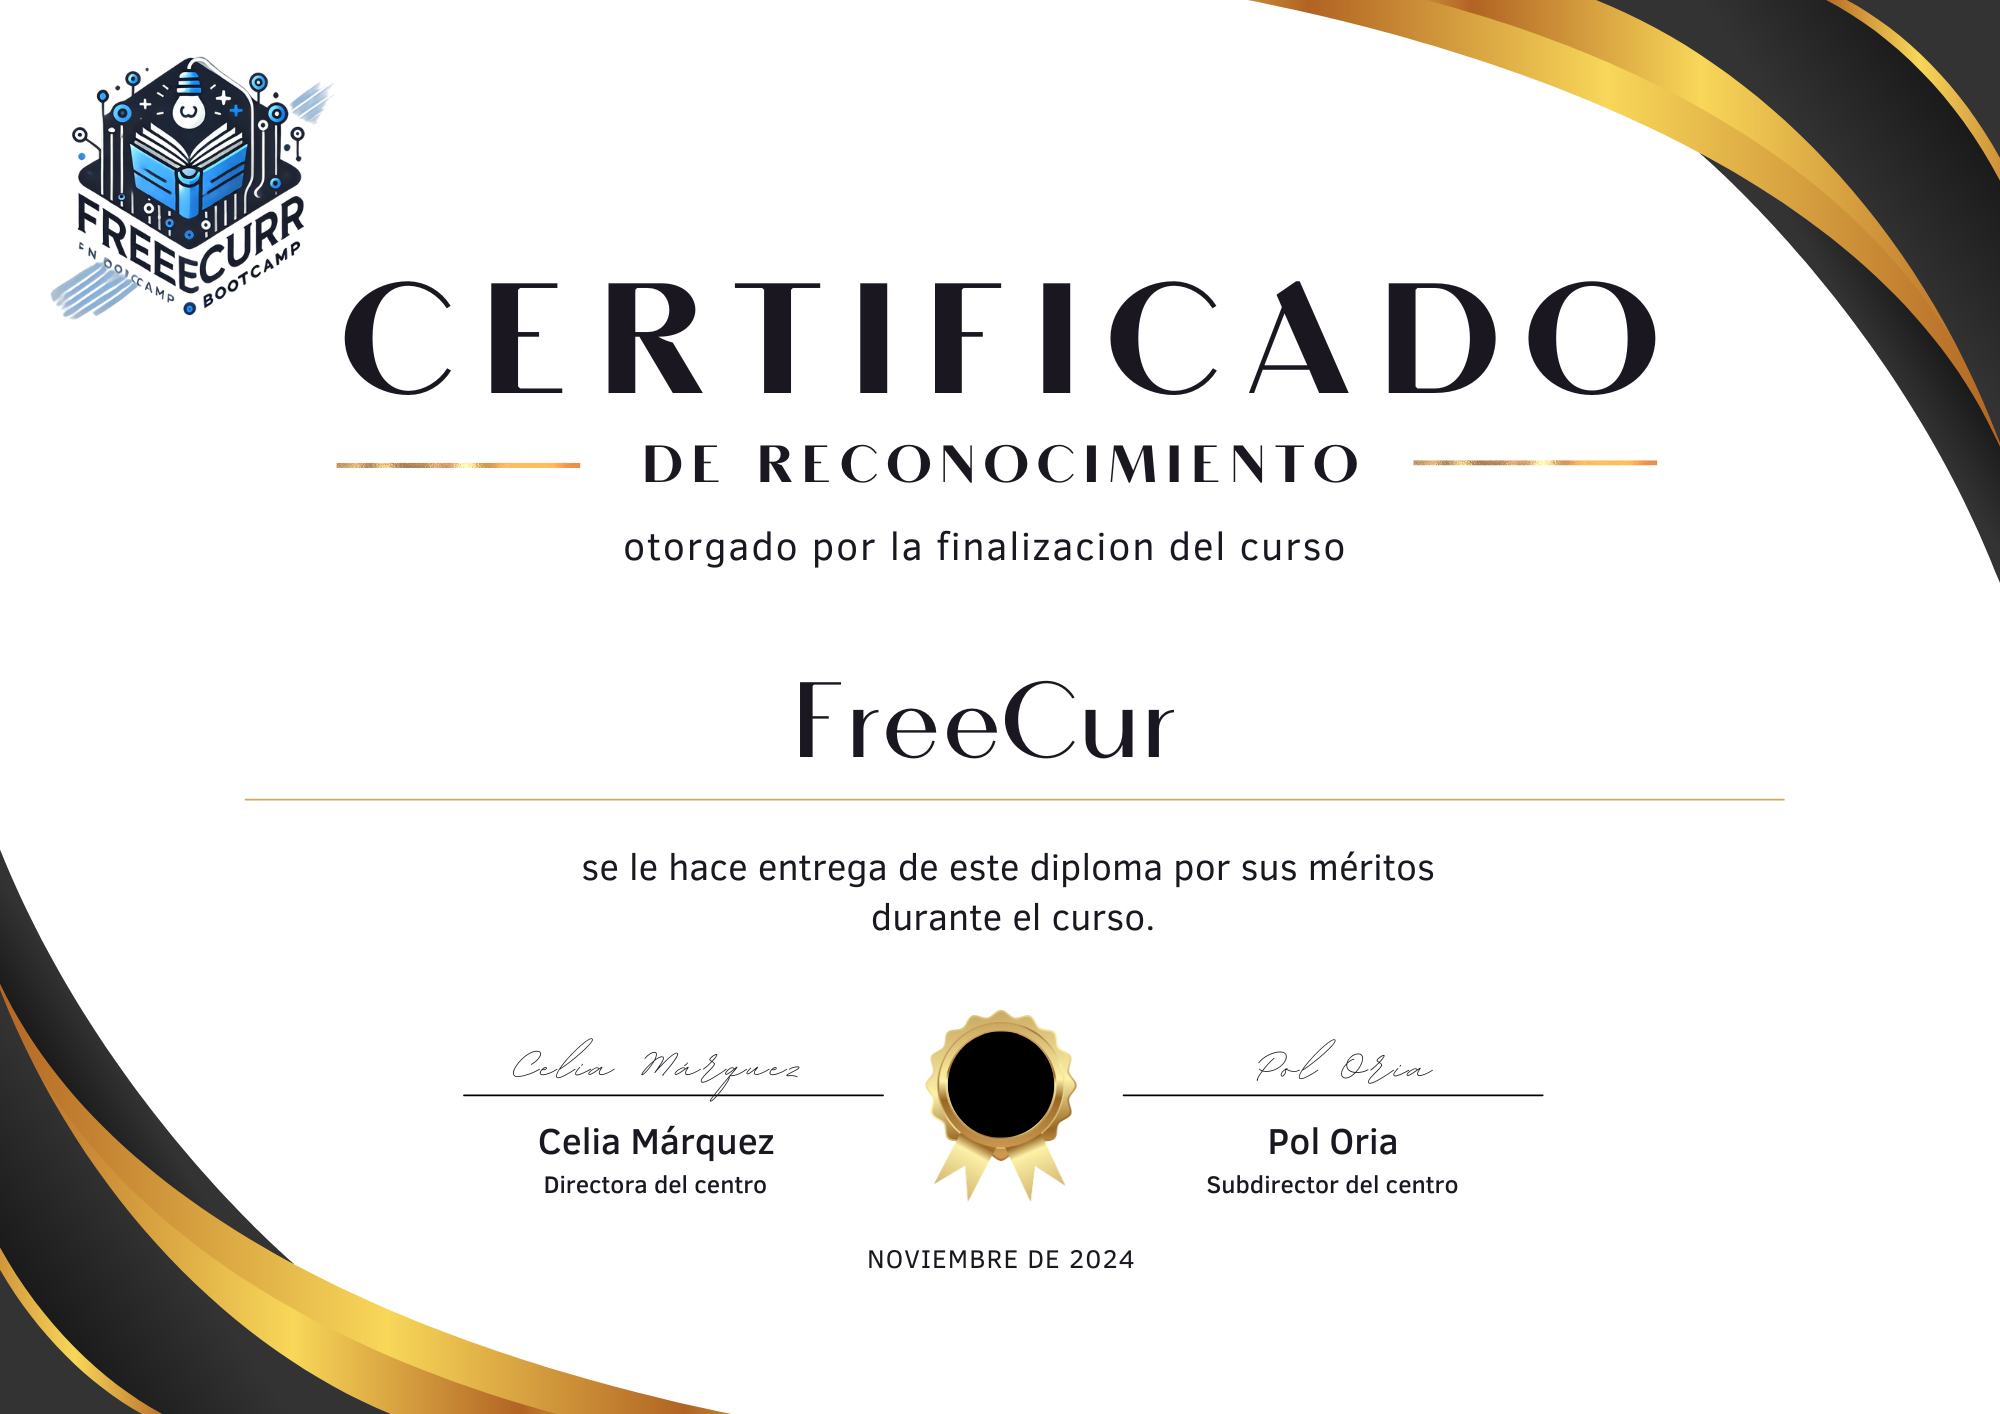 FREEECURR
BOOTCAMP
CERTIFICADO
DE RECONOCIMIENTO
otorgado por la finalizacion del curso
FreeCur
se le hace entrega de este diploma por sus méritos
durante el curso.
Celia Márquez
Pol Oria
Celia Márquez
Pol Oria
Directora del centro
Subdirector del centro
NOVIEMBRE DE 2024